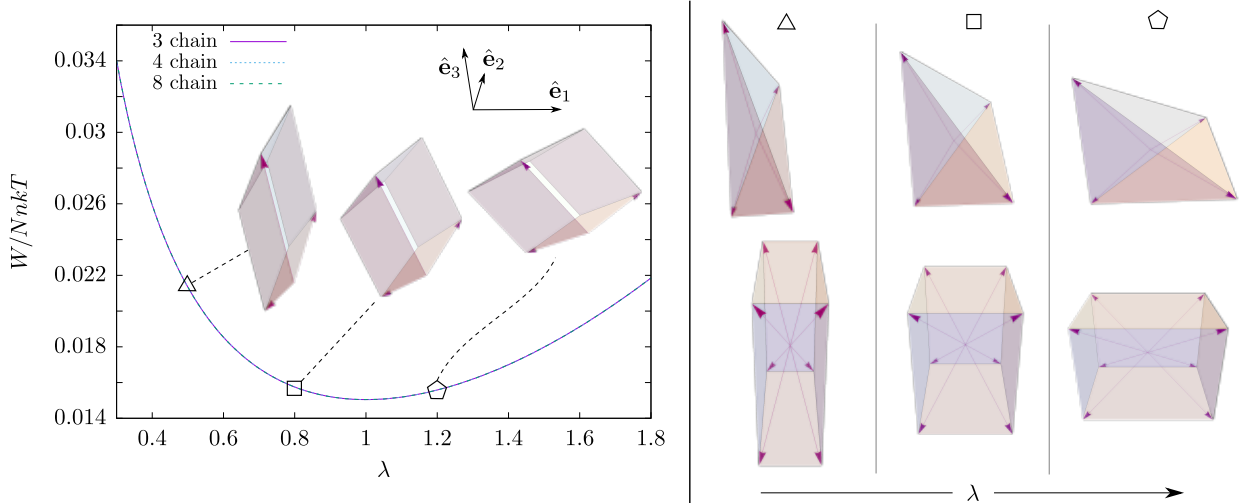 3 chain
4 chain
8 chain
ê₃
ê₂
ê₁
W/NnkT
0.034
0.03
0.026
0.022
0.018
0.014
0.4 0.6 0.8 1 1.2 1.4 1.6 1.8
λ
λ